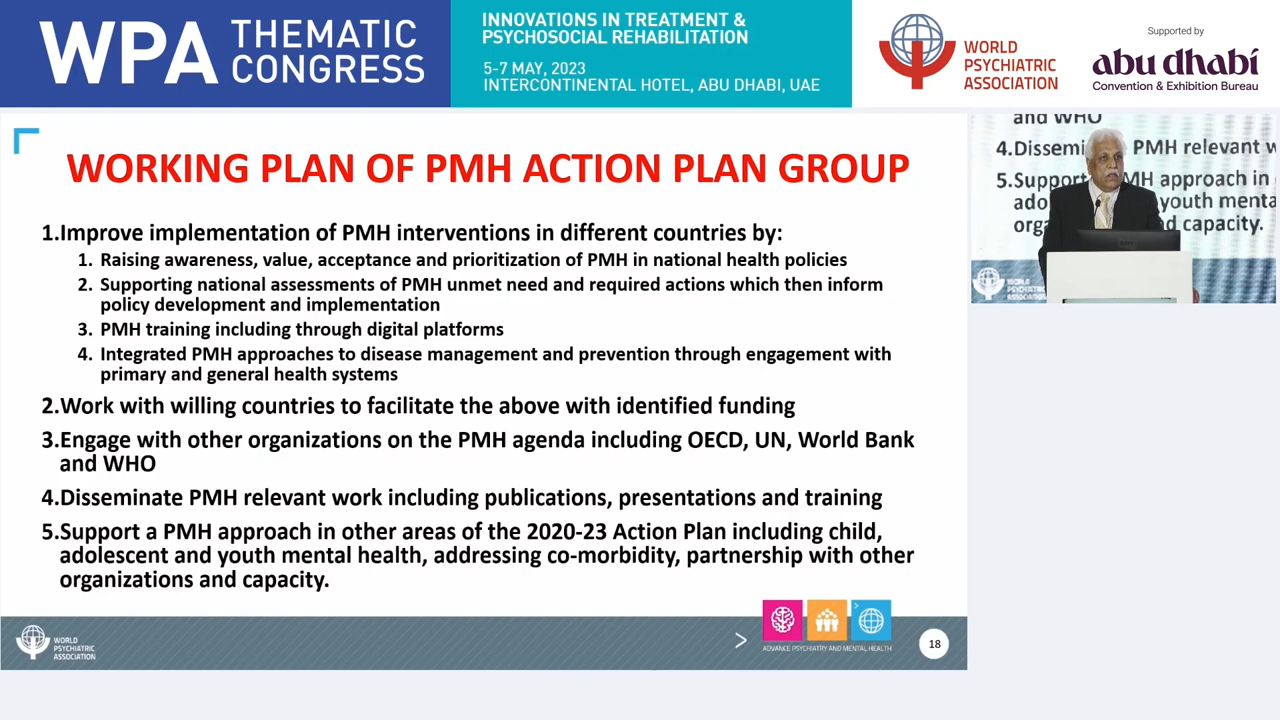 WPA THEMATIC
CONGRESS
INNOVATIONS IN TREATMENT &
PSYCHOSOCIAL REHABILITATION
5-7 MAY, 2023
INTERCONTINENTAL HOTEL, ABU DHABI, UAE
WORLD
PSYCHIATRIC
ASSOCIATION
Supported by
abu dhabi
Convention & Exhibition Bureau
WORKING PLAN OF PMH ACTION PLAN GROUP
1.Improve implementation of PMH interventions in different countries by:
1. Raising awareness, value, acceptance and prioritization of PMH in national health policies
2. Supporting national assessments of PMH unmet need and required actions which then inform
policy development and implementation
3. PMH training including through digital platforms
4. Integrated PMH approaches to disease management and prevention through engagement with
primary and general health systems
2.Work with willing countries to facilitate the above with identified funding
3.Engage with other organizations on the PMH agenda including OECD, UN, World Bank
and WHO
4.Disseminate PMH relevant work including publications, presentations and training
5.Support a PMH approach in other areas of the 2020-23 Action Plan including child,
adolescent and youth mental health, addressing co-morbidity, partnership with other
organizations and capacity.
WORLD
PSYCHIATRIC
ASSOCIATION
>
ADVANCE PSYCHIATRY AND MENTAL HEALTH
18
and WHO
4.Dissemi PMH relevant w
5.Support MH approach in
ado youth menta
orga d capacity.
WORLD
PSYCHIATRIC
ASSOCIATION